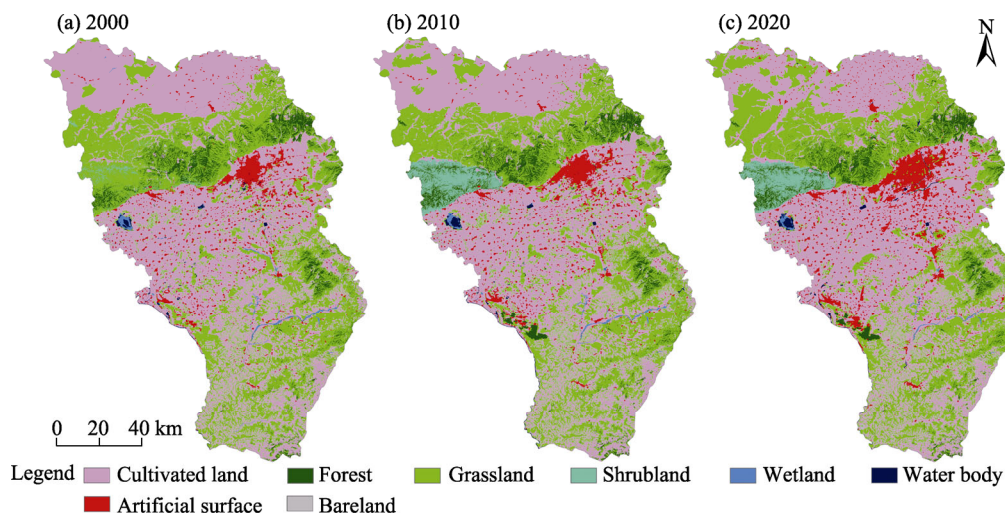 (a) 2000
(b) 2010
(c) 2020
N
0 20 40 km
Legend Cultivated land Forest Grassland Shrubland Wetland Water body
Artificial surface Bareland